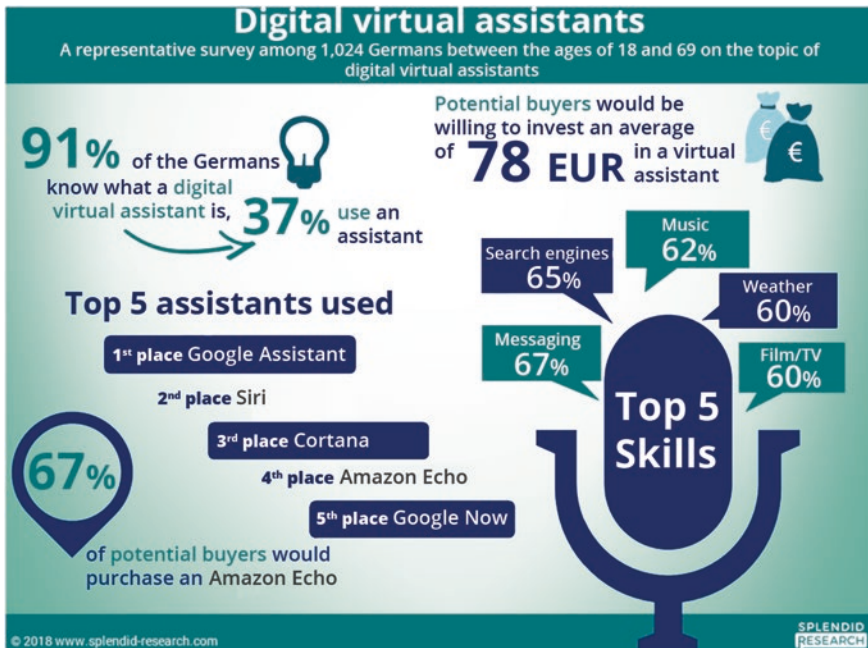 Digital virtual assistants
A representative survey among 1,024 Germans between the ages of 18 and 69 on the topic of
digital virtual assistants
91% of the Germans
know what a digital
virtual assistant is,
37% use an
assistant
Potential buyers would be
willing to invest an average
of 78 EUR in a virtual
assistant
€
€
Top 5 assistants used
1st place Google Assistant
2nd place Siri
3rd place Cortana
4th place Amazon Echo
5th place Google Now
67%
of potential buyers would
purchase an Amazon Echo
Messaging
67%
Search engines
65%
Music
62%
Weather
60%
Film/TV
60%
Top 5
Skills
© 2018 www.splendid-research.com
SPLENDID
RESEARCH